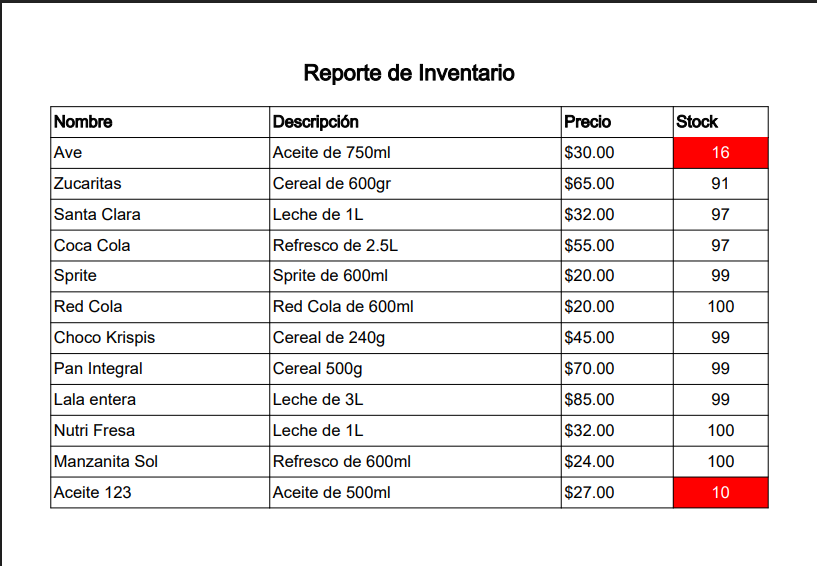 Reporte de Inventario
Nombre Descripción Precio Stock
Ave Aceite de 750ml $30.00 16
Zucaritas Cereal de 600gr $65.00 91
Santa Clara Leche de 1L $32.00 97
Coca Cola Refresco de 2.5L $55.00 97
Sprite Sprite de 600ml $20.00 99
Red Cola Red Cola de 600ml $20.00 100
Choco Krispis Cereal de 240g $45.00 99
Pan Integral Cereal 500g $70.00 99
Lala entera Leche de 3L $85.00 99
Nutri Fresa Leche de 1L $32.00 100
Manzanita Sol Refresco de 600ml $24.00 100
Aceite 123 Aceite de 500ml $27.00 10